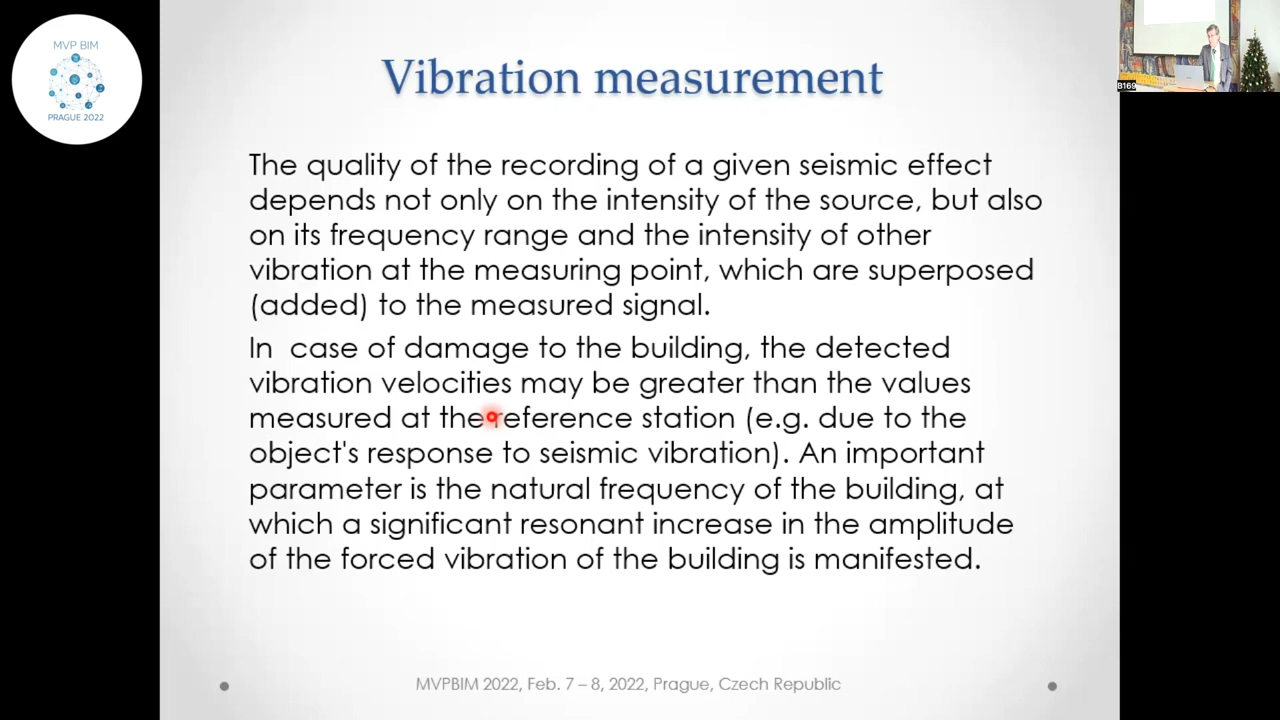 MVP BIM
PRAGUE 2022
Vibration measurement
B169
The quality of the recording of a given seismic effect
depends not only on the intensity of the source, but also
on its frequency range and the intensity of other
vibration at the measuring point, which are superposed
(added) to the measured signal.
In case of damage to the building, the detected
vibration velocities may be greater than the values
measured at the reference station (e.g. due to the
object's response to seismic vibration). An important
parameter is the natural frequency of the building, at
which a significant resonant increase in the amplitude
of the forced vibration of the building is manifested.
MVPBIM 2022, Feb. 7 – 8, 2022, Prague, Czech Republic